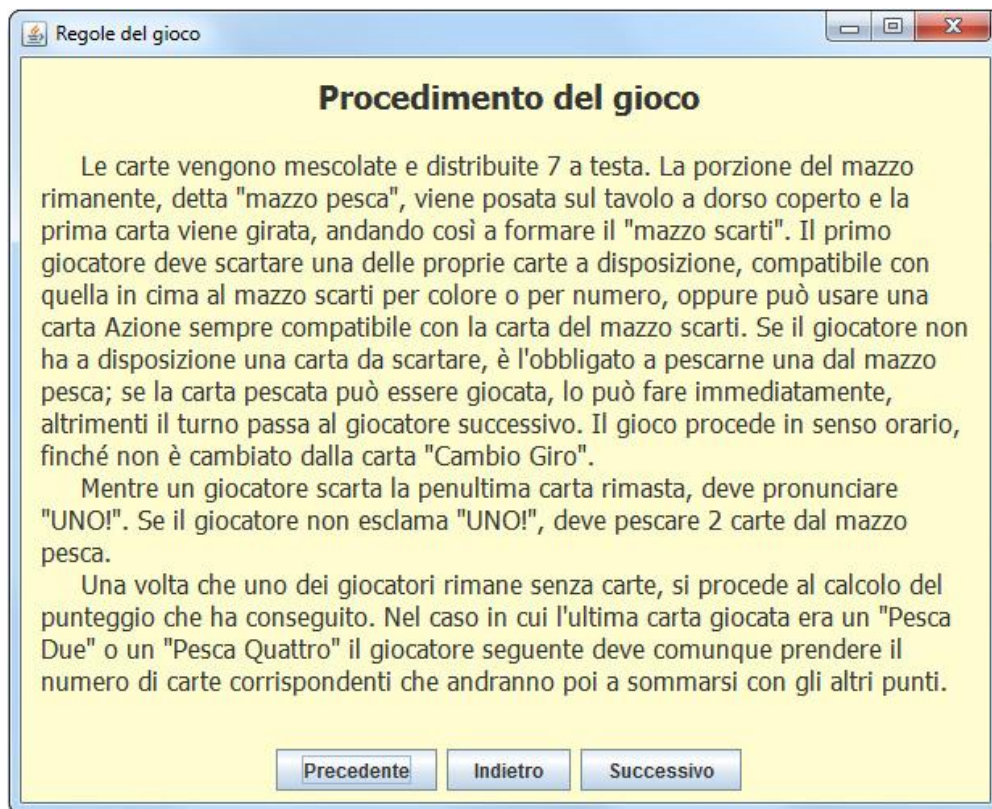 Regole del gioco
Procedimento del gioco
Le carte vengono mescolate e distribuite 7 a testa. La porzione del mazzo
rimanente, detta "mazzo pesca", viene posata sul tavolo a dorso coperto e la
prima carta viene girata, andando così a formare il "mazzo scarti". Il primo
giocatore deve scartare una delle proprie carte a disposizione, compatibile con
quella in cima al mazzo scarti per colore o per numero, oppure può usare una
carta Azione sempre compatibile con la carta del mazzo scarti. Se il giocatore non
ha a disposizione una carta da scartare, è l'obbligato a pescarne una dal mazzo
pesca; se la carta pescata può essere giocata, lo può fare immediatamente,
altrimenti il turno passa al giocatore successivo. Il gioco procede in senso orario,
finché non è cambiato dalla carta "Cambio Giro".
Mentre un giocatore scarta la penultima carta rimasta, deve pronunciare
"UNO!". Se il giocatore non esclama "UNO!", deve pescare 2 carte dal mazzo
pesca.
Una volta che uno dei giocatori rimane senza carte, si procede al calcolo del
punteggio che ha conseguito. Nel caso in cui l'ultima carta giocata era un "Pesca
Due" o un "Pesca Quattro" il giocatore seguente deve comunque prendere il
numero di carte corrispondenti che andranno poi a sommarsi con gli altri punti.
Precedente Indietro Successivo